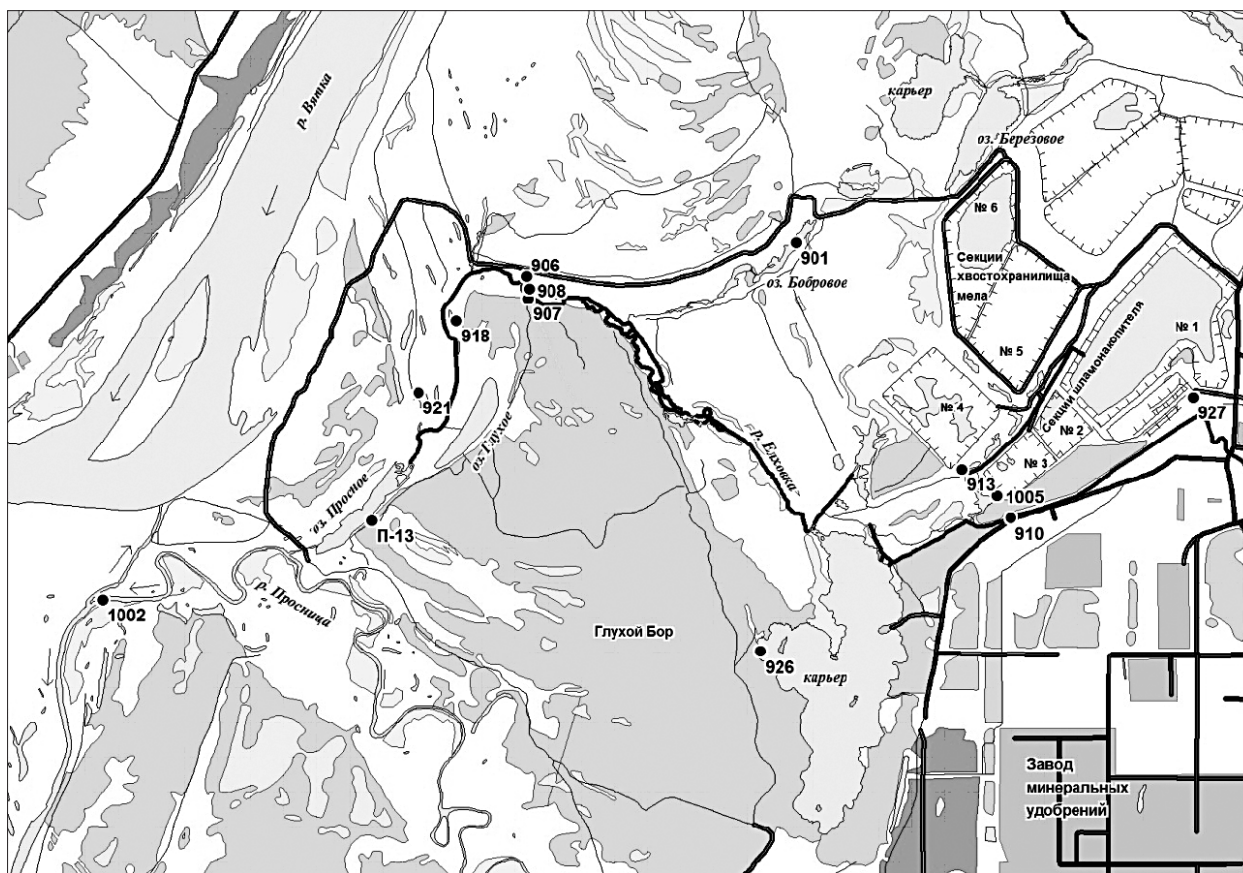 карьер
р. Вятка
оз. Березовое
№ 6
901
906
Секции
хвостохранилища
мела
оз. Бобровое
908
907
№ 1
918
Секции шламонакопителя
№ 5
921
№ 4
927
оз. Глухое
№ 2
р. Елховка
№ 3
913
оз. Просное
1005
П-13
910
р. Просница
1002
Глухой Бор
926
карьер
Завод
минеральных
удобрений